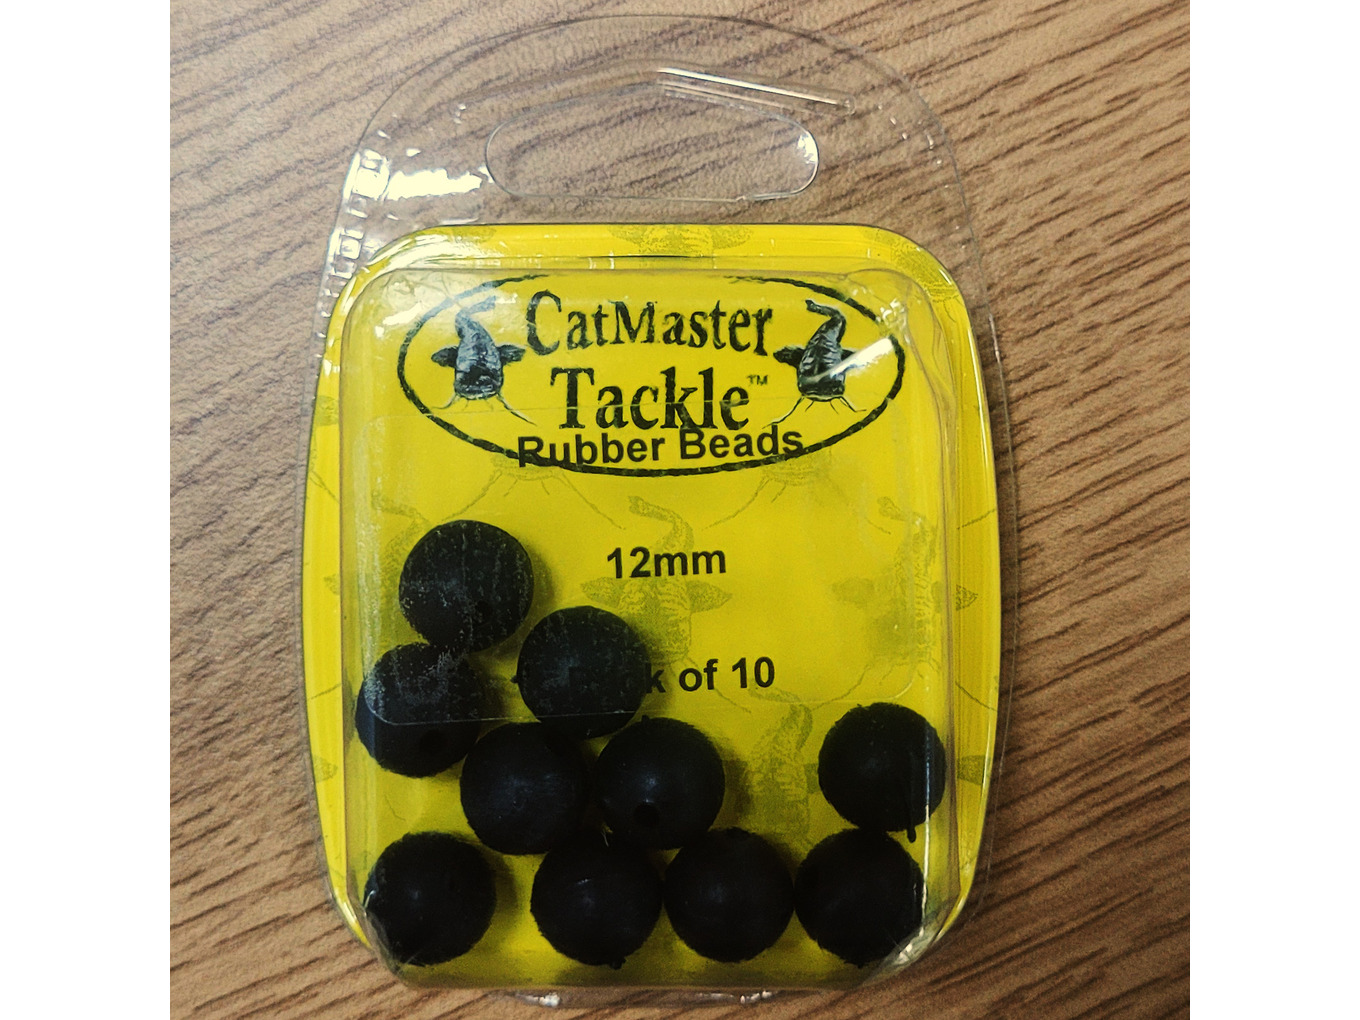 CatMaster
Tackle™
Rubber Beads
12mm
k of 10